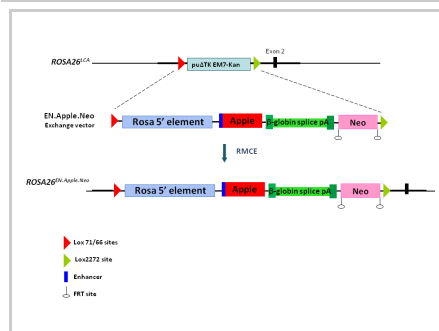 Exon 2
ROSA26LCA
puΔTK EM7-Kan
EN.Apple.Neo
Exchange vector
Rosa 5' element
Apple
β-globin splice pA
Neo
RMCE
ROSA26EN.Apple.Neo
Rosa 5' element
Apple
β-globin splice pA
Neo
Lox 71/66 sites
Lox2272 site
Enhancer
FRT site